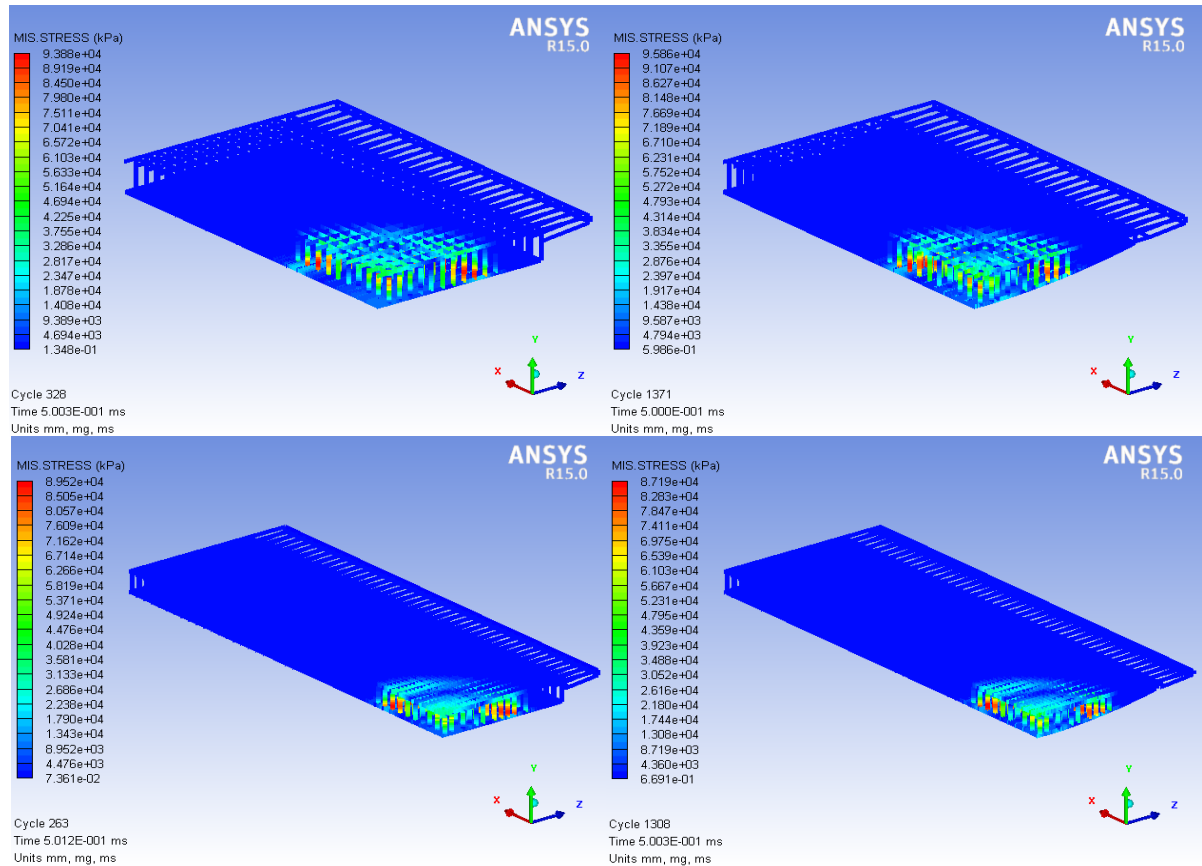 ANSYS
R15.0
MIS.STRESS (kPa)
9.388e+04
8.919e+04
8.450e+04
7.980e+04
7.511e+04
7.041e+04
6.572e+04
6.103e+04
5.633e+04
5.164e+04
4.694e+04
4.225e+04
3.755e+04
3.286e+04
2.817e+04
2.347e+04
1.878e+04
1.408e+04
9.389e+03
4.694e+03
1.348e-01
Y
X
Z
Cycle 328
Time 5.003E-001 ms
Units mm, mg, ms
ANSYS
R15.0
MIS.STRESS (kPa)
9.586e+04
9.107e+04
8.627e+04
8.148e+04
7.669e+04
7.189e+04
6.710e+04
6.231e+04
5.752e+04
5.272e+04
4.793e+04
4.314e+04
3.834e+04
3.355e+04
2.876e+04
2.397e+04
1.917e+04
1.438e+04
9.587e+03
4.794e+03
5.986e-01
Y
X
Z
Cycle 1371
Time 5.000E-001 ms
Units mm, mg, ms
ANSYS
R15.0
MIS.STRESS (kPa)
8.952e+04
8.505e+04
8.057e+04
7.609e+04
7.162e+04
6.714e+04
6.266e+04
5.819e+04
5.371e+04
4.924e+04
4.476e+04
4.028e+04
3.581e+04
3.133e+04
2.686e+04
2.238e+04
1.790e+04
1.343e+04
8.952e+03
4.476e+03
7.361e-02
Y
X
Z
Cycle 263
Time 5.012E-001 ms
Units mm, mg, ms
ANSYS
R15.0
MIS.STRESS (kPa)
8.719e+04
8.283e+04
7.847e+04
7.411e+04
6.975e+04
6.539e+04
6.103e+04
5.667e+04
5.231e+04
4.795e+04
4.359e+04
3.923e+04
3.488e+04
3.052e+04
2.616e+04
2.180e+04
1.744e+04
1.308e+04
8.719e+03
4.360e+03
6.691e-01
Y
X
Z
Cycle 1308
Time 5.003E-001 ms
Units mm, mg, ms